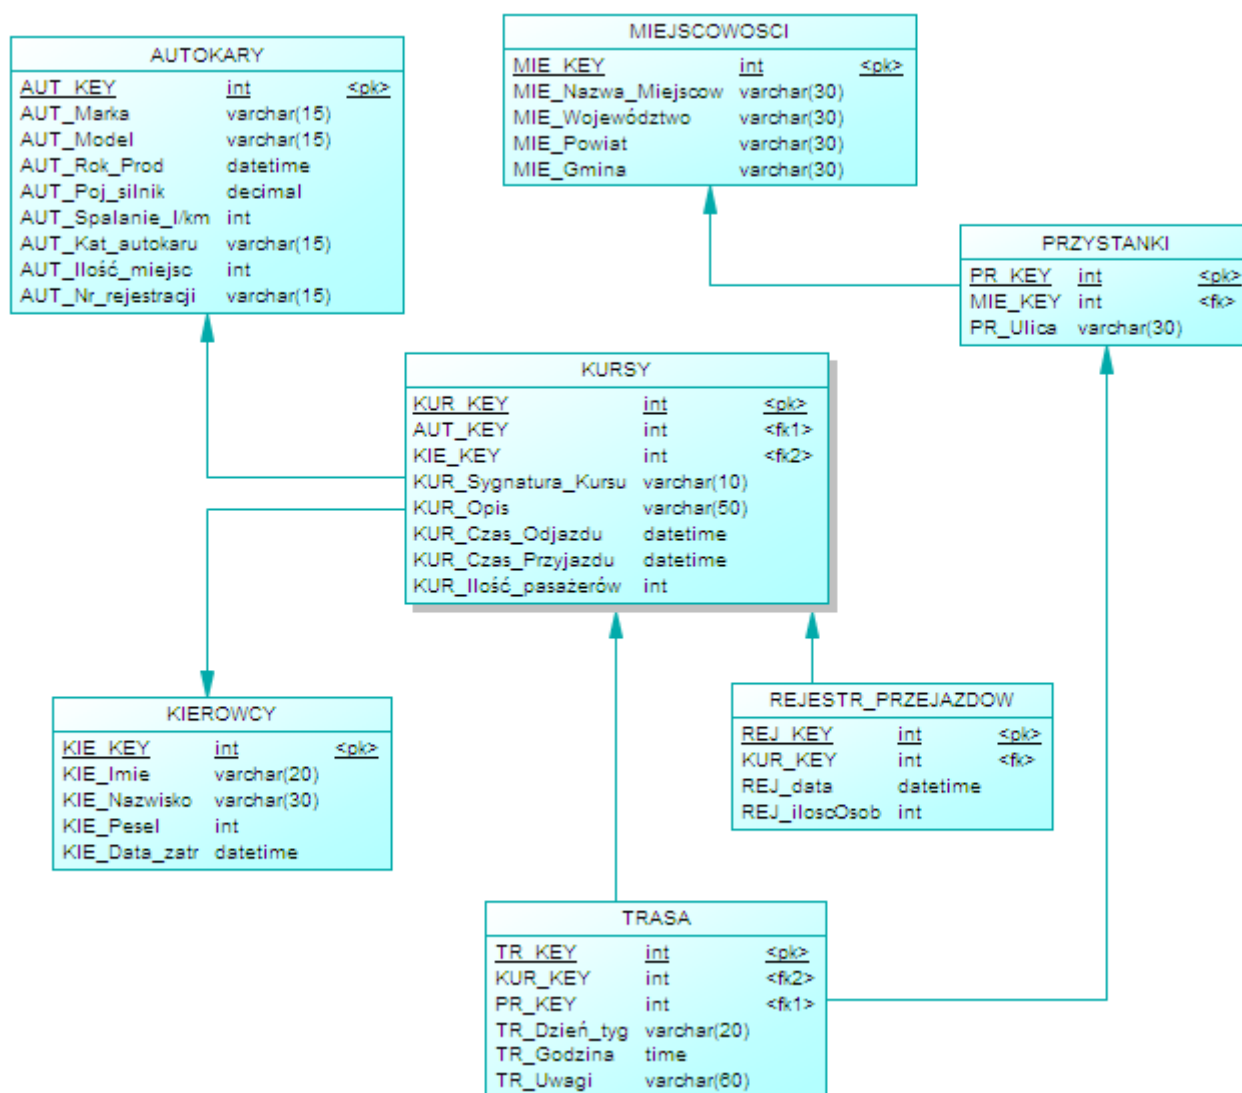 AUTOKARY
AUT_KEY int <pk>
AUT_Marka varchar(15)
AUT_Model varchar(15)
AUT_Rok_Prod datetime
AUT_Poj_silnik decimal
AUT_Spalanie_l/km int
AUT_Kat_autokaru varchar(15)
AUT_Ilość_miejsc int
AUT_Nr_rejestracji varchar(15)
MIEJSCOWOSCI
MIE_KEY int <pk>
MIE_Nazwa_Miejscow varchar(30)
MIE_Województwo varchar(30)
MIE_Powiat varchar(30)
MIE_Gmina varchar(30)
PRZYSTANKI
PR_KEY int <pk>
MIE_KEY int <fk>
PR_Ulica varchar(30)
KURSY
KUR_KEY int <pk>
AUT_KEY int <fk1>
KIE_KEY int <fk2>
KUR_Sygnatura_Kursu varchar(10)
KUR_Opis varchar(50)
KUR_Czas_Odjazdu datetime
KUR_Czas_Przyjazdu datetime
KUR_Ilość_pasażerów int
KIEROWCY
KIE_KEY int <pk>
KIE_Imie varchar(20)
KIE_Nazwisko varchar(30)
KIE_Pesel int
KIE_Data_zatr datetime
REJESTR_PRZEJAZDOW
REJ_KEY int <pk>
KUR_KEY int <fk>
REJ_data datetime
REJ_iloscOsob int
TRASA
TR_KEY int <pk>
KUR_KEY int <fk2>
PR_KEY int <fk1>
TR_Dzień_tyg varchar(20)
TR_Godzina time
TR_Uwagi varchar(60)